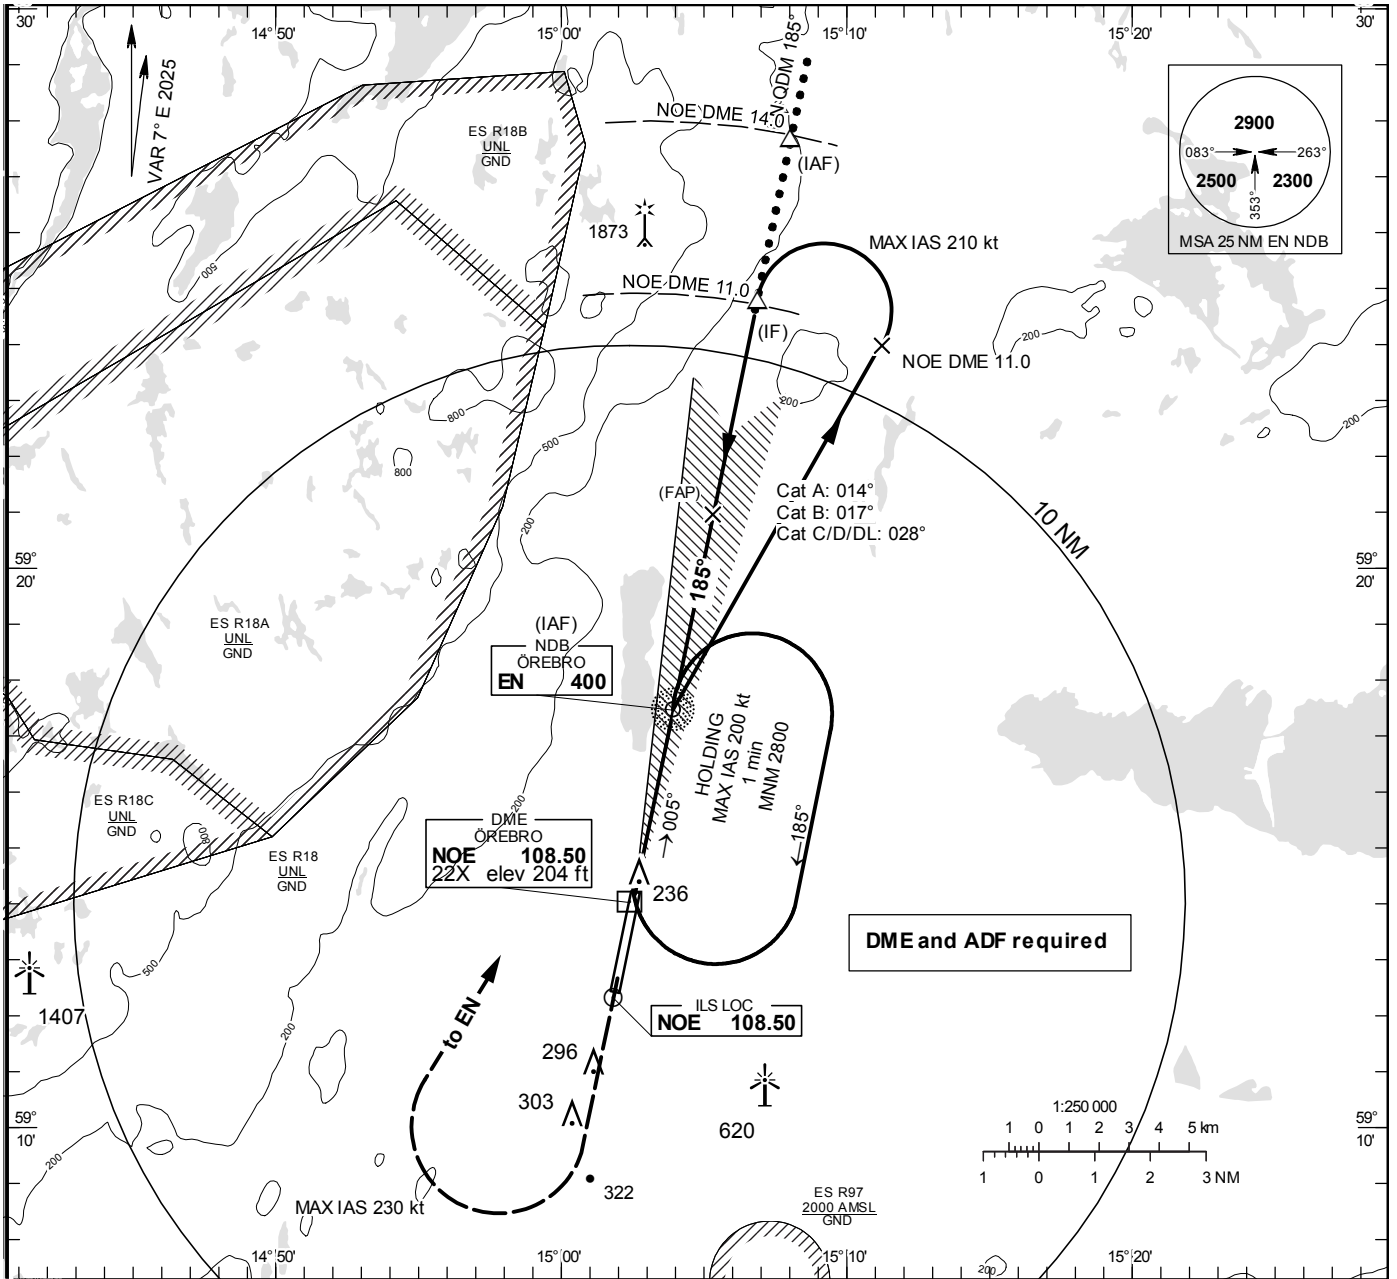 30'
14°50'
15°00'
15°10'
15°20'
30'
VAR 7° E 2025
QDM 185°
NOE DME 14.0
(IAF)
ES R18B
UNL
GND
1873
MAX IAS 210 kt
2900
083°
263°
2500
2300
353°
MSA 25 NM EN NDB
500
NOE DME 11.0
(IF)
NOE DME 11.0
200
200
200
800
500
800
(FAP)
Cat A: 014°
Cat B: 017°
Cat C/D/DL: 028°
10 NM
200
59°
20'
59°
20'
185°
ES R18A
UNL
GND
(IAF)
NDB
ÖREBRO
EN 400
HOLDING
MAX IAS 200 kt
1 min
MNM 2800
005°
185°
ES R18C
UNL
GND
800
200
DME
ÖREBRO
NOE 108.50
22X elev 204 ft
ES R18
UNL
GND
236
DME and ADF required
500
1407
200
to EN
ILS LOC
NOE 108.50
296
303
620
1:250 000
1 0 1 2 3 4 5 km
1 0 1 2 3 NM
59°
10'
59°
10'
200
322
MAX IAS 230 kt
ES R97
2000 AMSL
GND
14°50'
15°00'
15°10'
15°20'
200